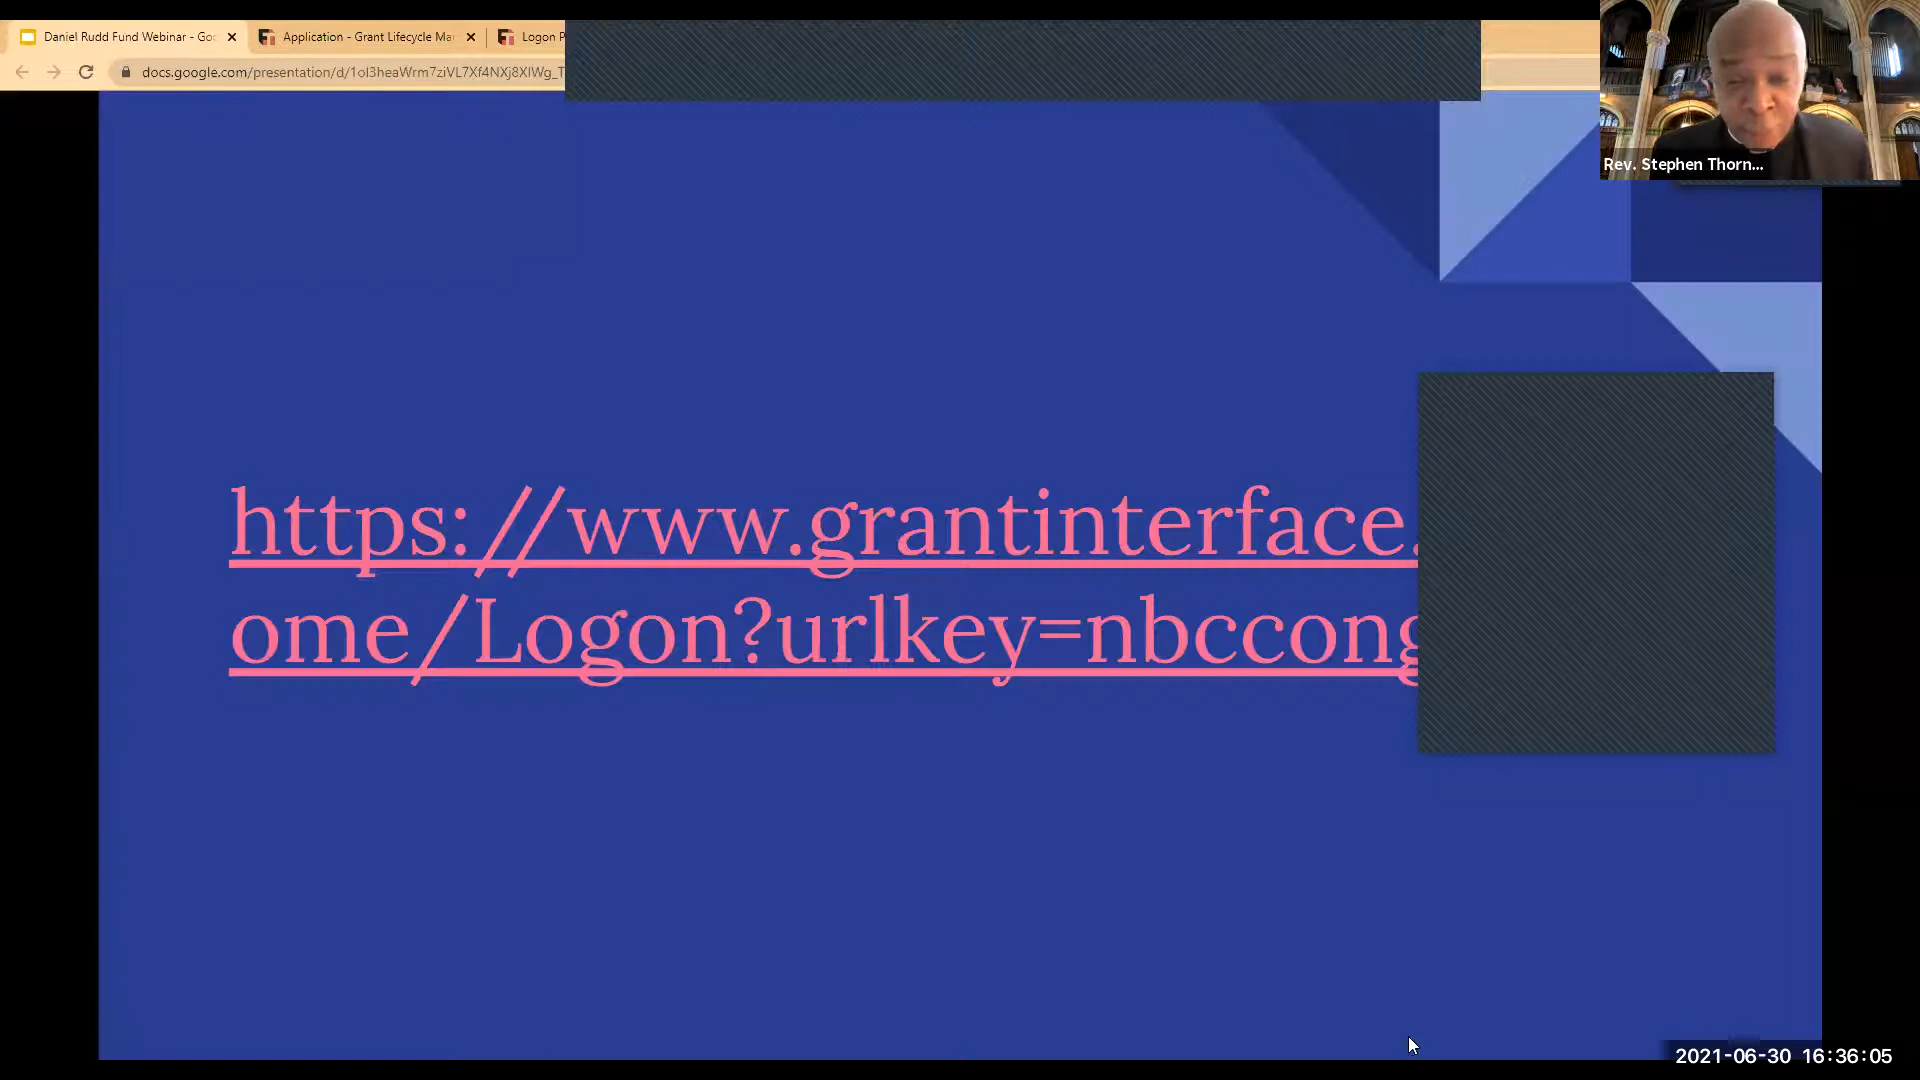 Daniel Rudd Fund Webinar - Goo
Application - Grant Lifecycle Ma
Logon P
docs.google.com/presentation/d/1ol3heaWrm7ziVL7Xf4NXj8XlWg_T
Rev. Stephen Thorn...
https://www.grantinterface.
ome/Logon?urlkey=nbccong
2021-06-30 16:36:05